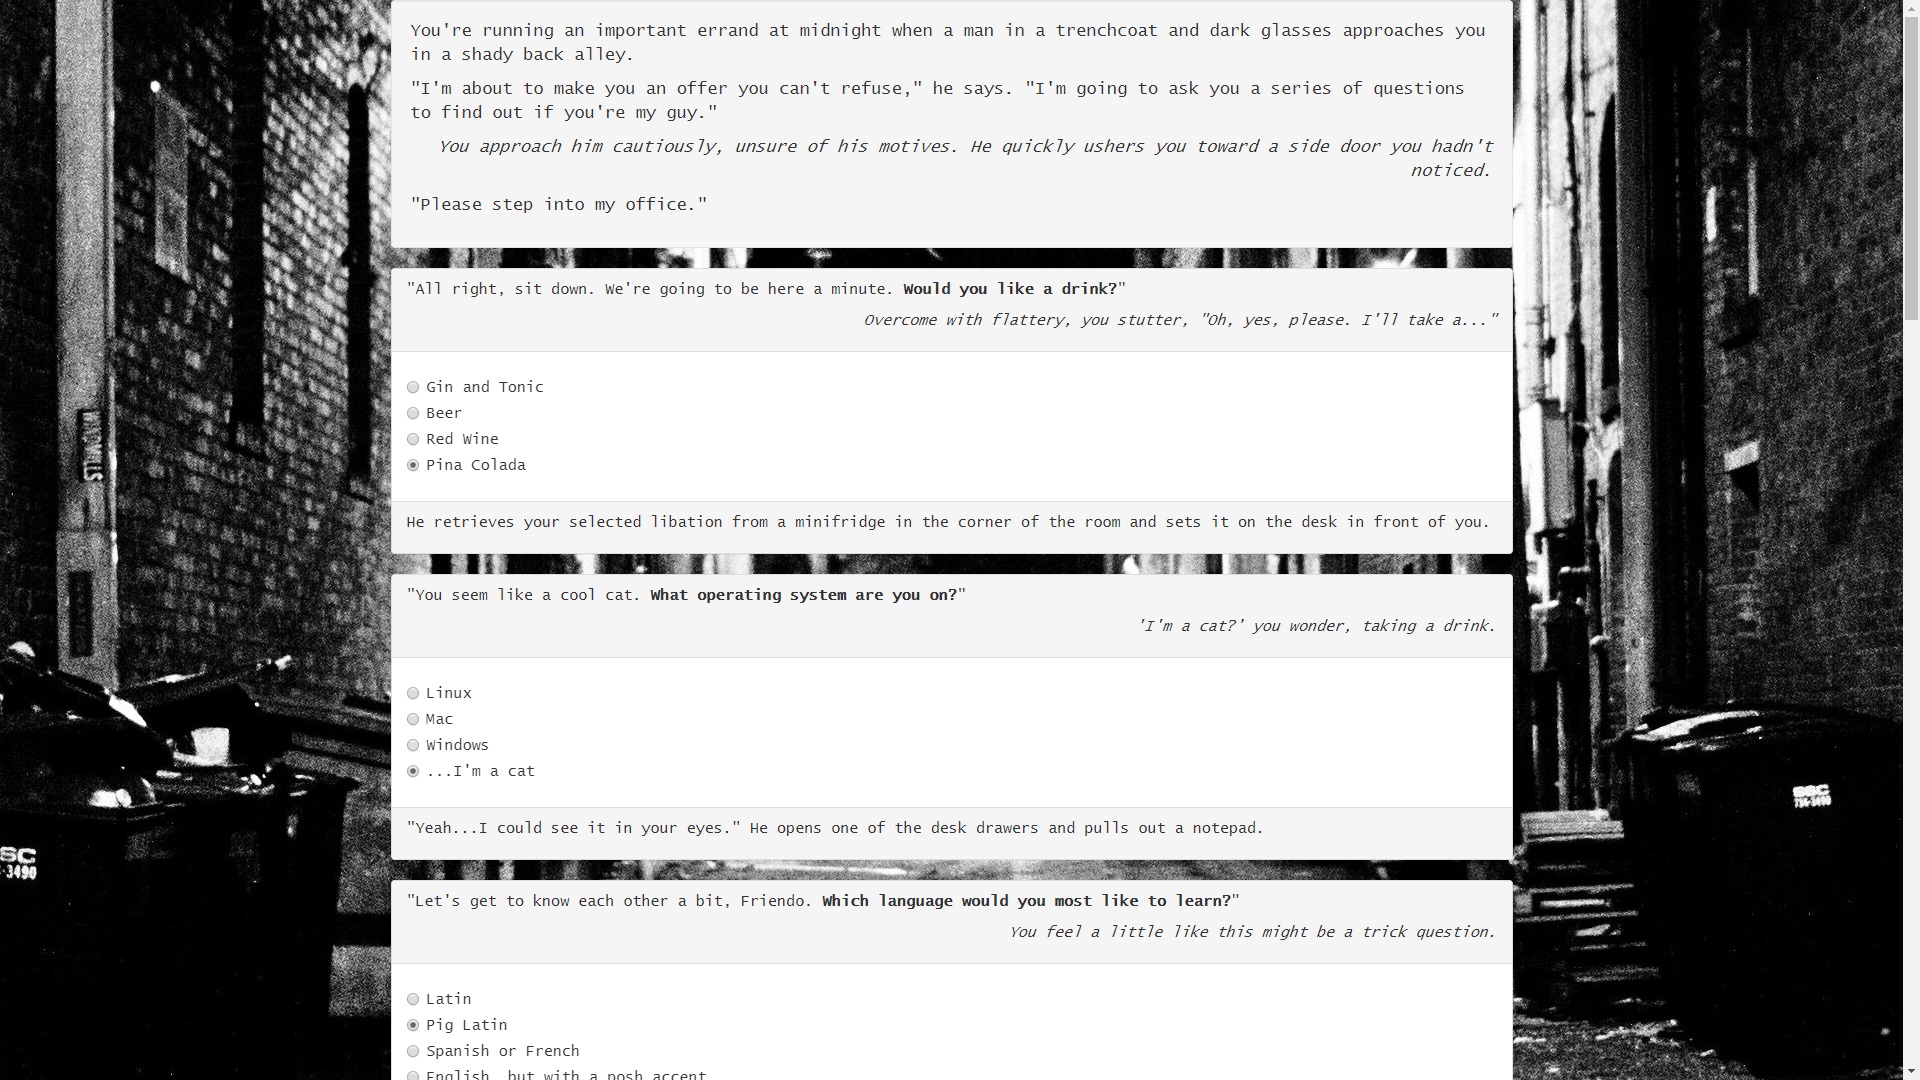 You're running an important errand at midnight when a man in a trenchcoat and dark glasses approaches you
in a shady back alley.
"I'm about to make you an offer you can't refuse," he says. "I'm going to ask you a series of questions
to find out if you're my guy."
You approach him cautiously, unsure of his motives. He quickly ushers you toward a side door you hadn't
noticed.
"Please step into my office."
"All right, sit down. We're going to be here a minute. Would you like a drink?"
Overcome with flattery, you stutter, "Oh, yes, please. I'll take a..."
Gin and Tonic
Beer
Red Wine
Pina Colada
He retrieves your selected libation from a minifridge in the corner of the room and sets it on the desk in front of you.
"You seem like a cool cat. What operating system are you on?"
'I'm a cat?' you wonder, taking a drink.
Linux
Mac
Windows
...I'm a cat
"Yeah...I could see it in your eyes." He opens one of the desk drawers and pulls out a notepad.
"Let's get to know each other a bit, Friendo. Which language would you most like to learn?"
You feel a little like this might be a trick question.
Latin
Pig Latin
Spanish or French
English, but with a posh accent
SSC
SC
-3490